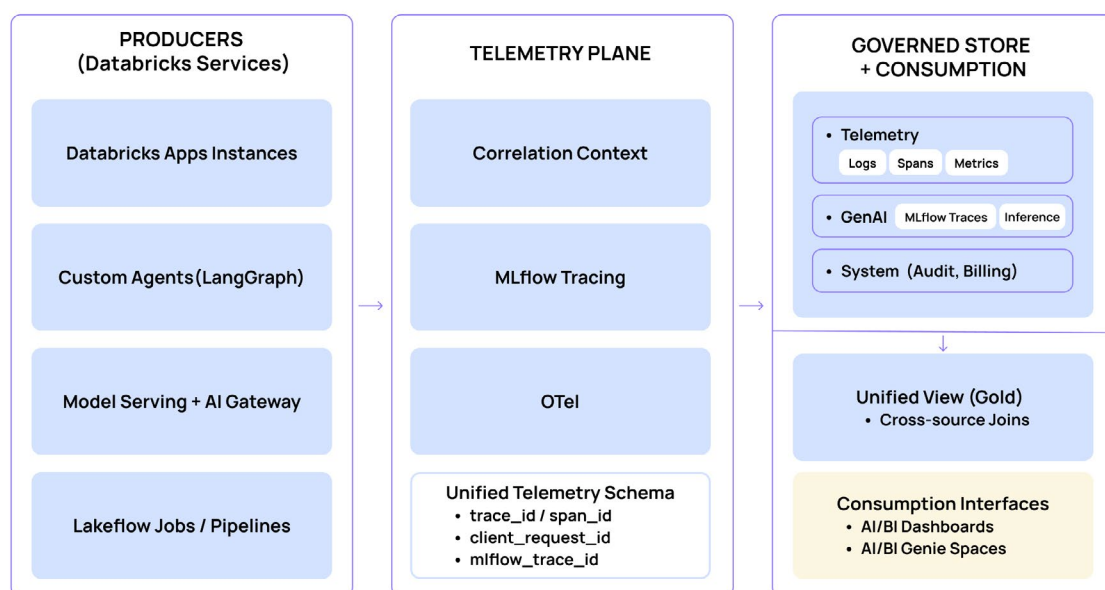 PRODUCERS
(Databricks Services)
Databricks Apps Instances
Custom Agents(LangGraph)
Model Serving + AI Gateway
Lakeflow Jobs / Pipelines
TELEMETRY PLANE
Correlation Context
MLflow Tracing
OTel
Unified Telemetry Schema
• trace_id / span_id
• client_request_id
• mlflow_trace_id
GOVERNED STORE
+ CONSUMPTION
• Telemetry
Logs Spans Metrics
• GenAI MLflow Traces Inference
• System (Audit, Billing)
Unified View (Gold)
• Cross-source Joins
Consumption Interfaces
• AI/BI Dashboards
• AI/BI Genie Spaces